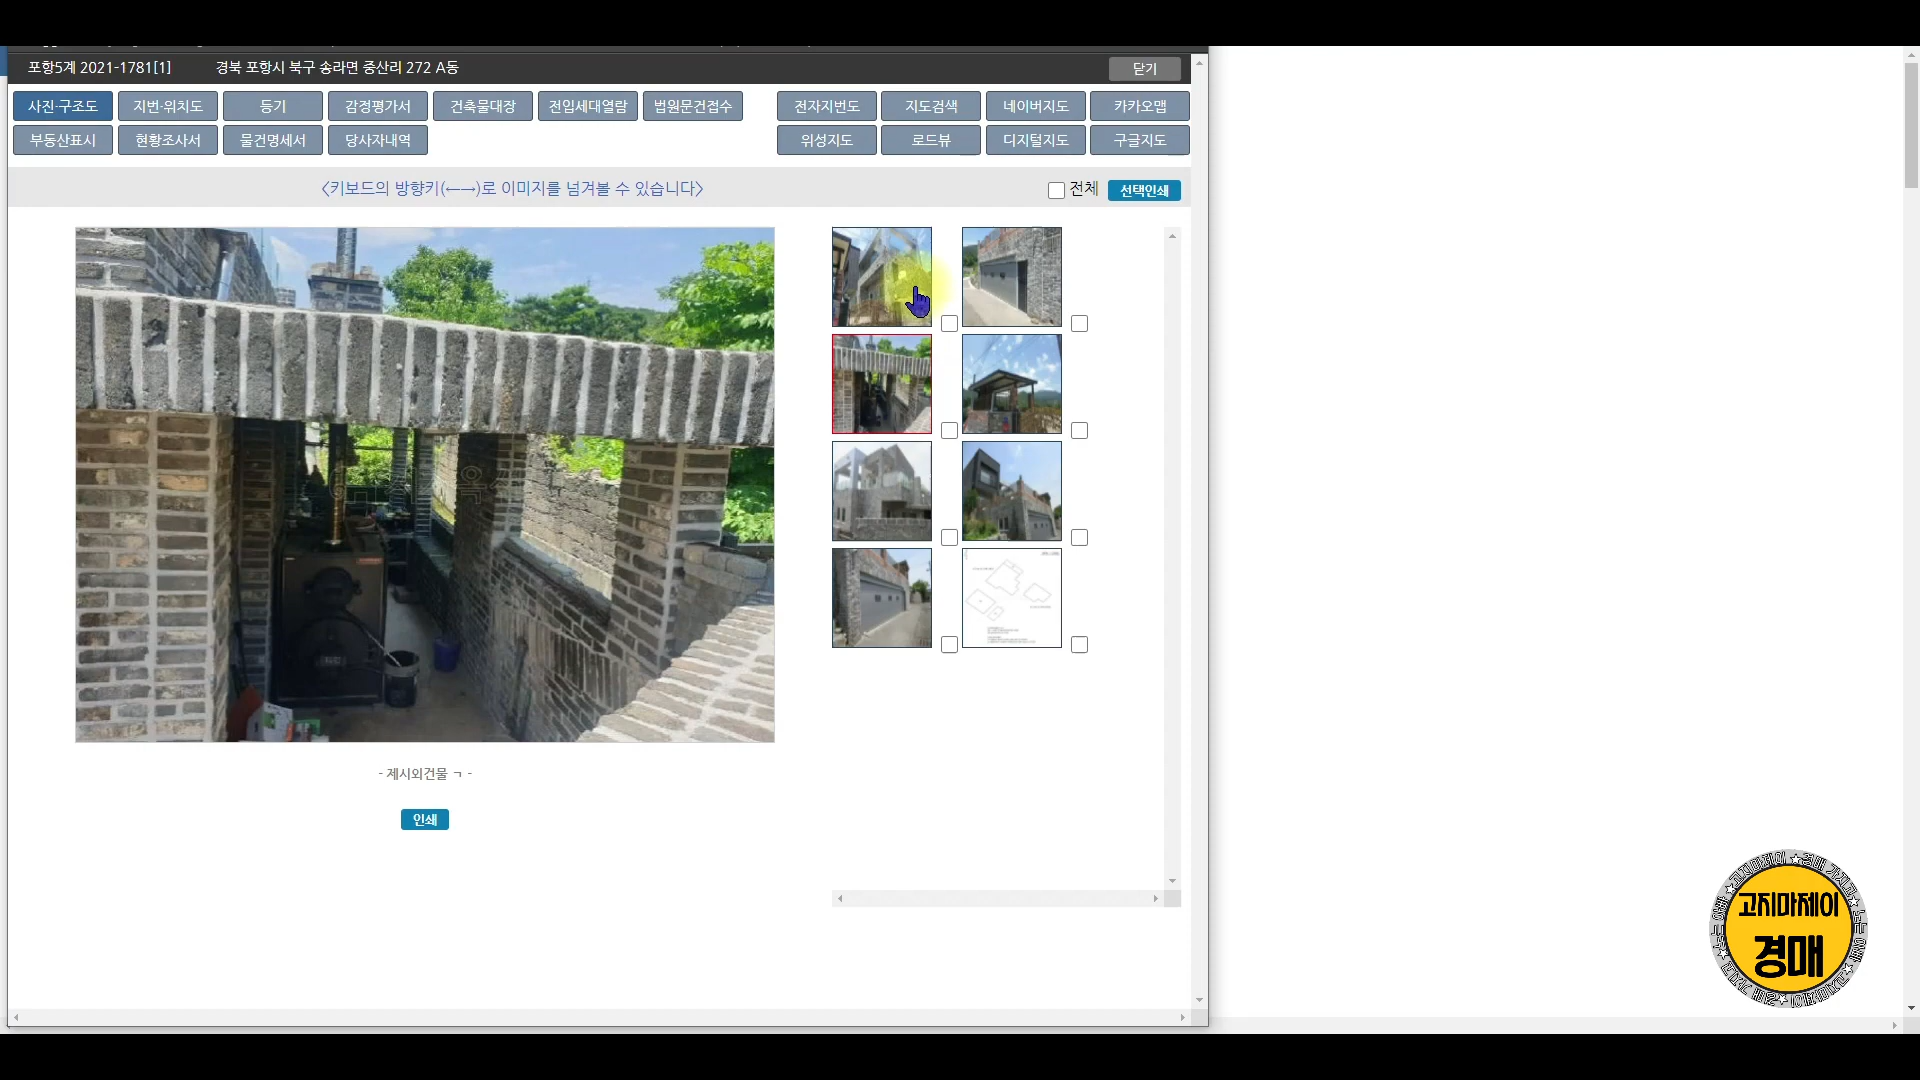 포항5계 2021-1781[1] 경북 포항시 북구 송라면 중산리 272 A동 닫기
사진·구조도 지번·위치도 등기 감정평가서 건축물대장 전입세대열람 법원문건접수 전자지번도 지도검색 네이버지도 카카오맵
부동산표시 현황조사서 물건명세서 당사자내역 위성지도 로드뷰 디지털지도 구글지도
<키보드의 방향키(←→)로 이미지를 넘겨볼 수 있습니다> 전체 선택인쇄
- 제시외건물 ㄱ -
인쇄
고지마제이
경매